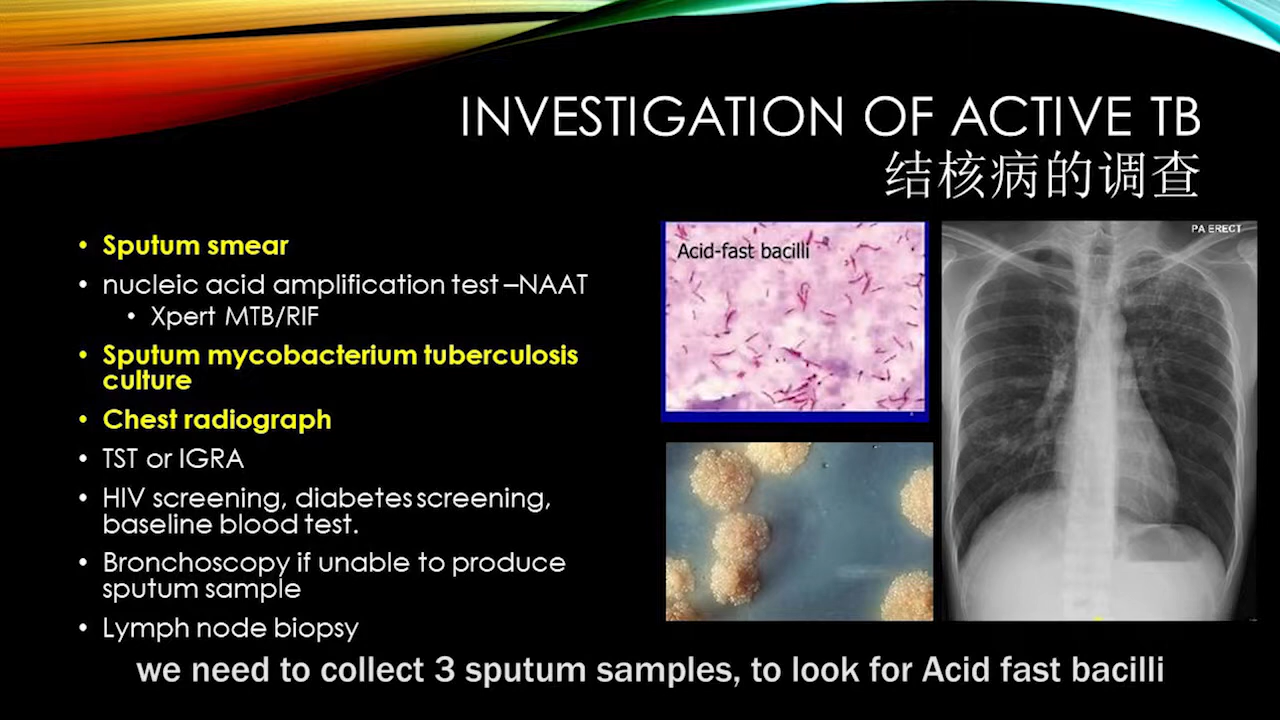 INVESTIGATION OF ACTIVE TB
结核病的调查
• Sputum smear
• nucleic acid amplification test –NAAT
• Xpert MTB/RIF
• Sputum mycobacterium tuberculosis
culture
• Chest radiograph
• TST or IGRA
• HIV screening, diabetes screening,
baseline blood test.
• Bronchoscopy if unable to produce
sputum sample
• Lymph node biopsy
Acid-fast bacilli
PA ERECT
we need to collect 3 sputum samples, to look for Acid fast bacilli